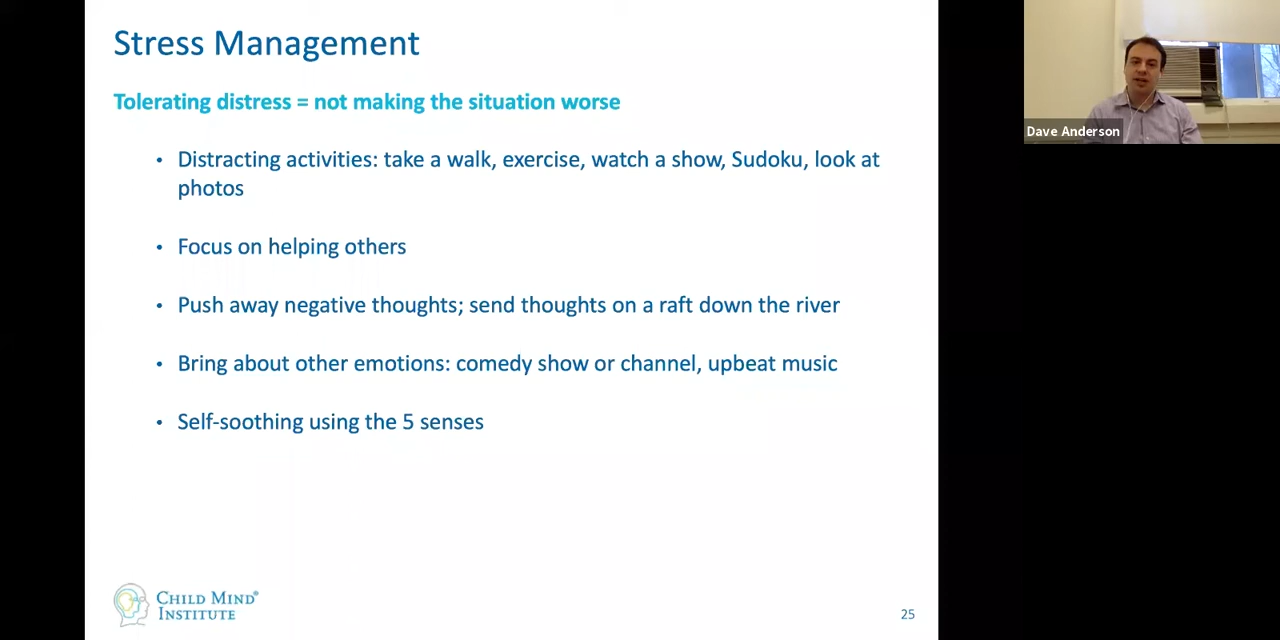 Stress Management
Tolerating distress = not making the situation worse
• Distracting activities: take a walk, exercise, watch a show, Sudoku, look at
photos
• Focus on helping others
• Push away negative thoughts; send thoughts on a raft down the river
• Bring about other emotions: comedy show or channel, upbeat music
• Self-soothing using the 5 senses
CHILD MIND®
INSTITUTE
25
Dave Anderson